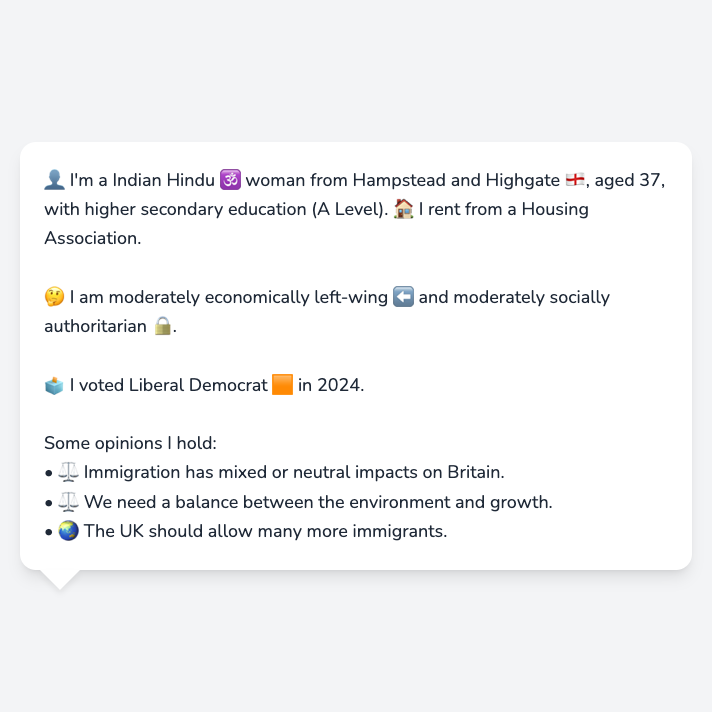 👤 I'm a Indian Hindu 🕉️ woman from Hampstead and Highgate 🏴󠁧󠁢󠁥󠁮󠁧󠁿, aged 37,
with higher secondary education (A Level). 🏠 I rent from a Housing
Association.
🤔 I am moderately economically left-wing ⬅️ and moderately socially
authoritarian 🔒.
🗳️ I voted Liberal Democrat 🟧 in 2024.
Some opinions I hold:
• ⚖️ Immigration has mixed or neutral impacts on Britain.
• ⚖️ We need a balance between the environment and growth.
• 🌏 The UK should allow many more immigrants.